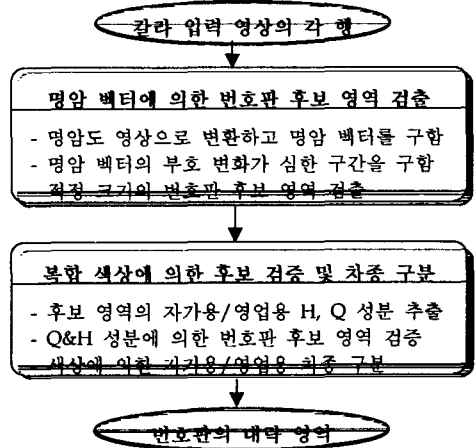 칼라 입력 영상의 각 행
명암 벡터에 의한 번호판 후보 영역 검출
- 명암도 영상으로 변환하고 명암 벡터를 구함
- 명암 벡터의 부호 변화가 심한 구간을 구함
적정 크기의 번호판 후보 영역 검출
복합 색상에 의한 후보 검증 및 차종 구분
- 후보 영역의 자가용/영업용 H, Q 성분 추출
- Q&H 성분에 의한 번호판 후보 영역 검증
색상에 의한 자가용/영업용 차종 구분
번호판의 대략 영역